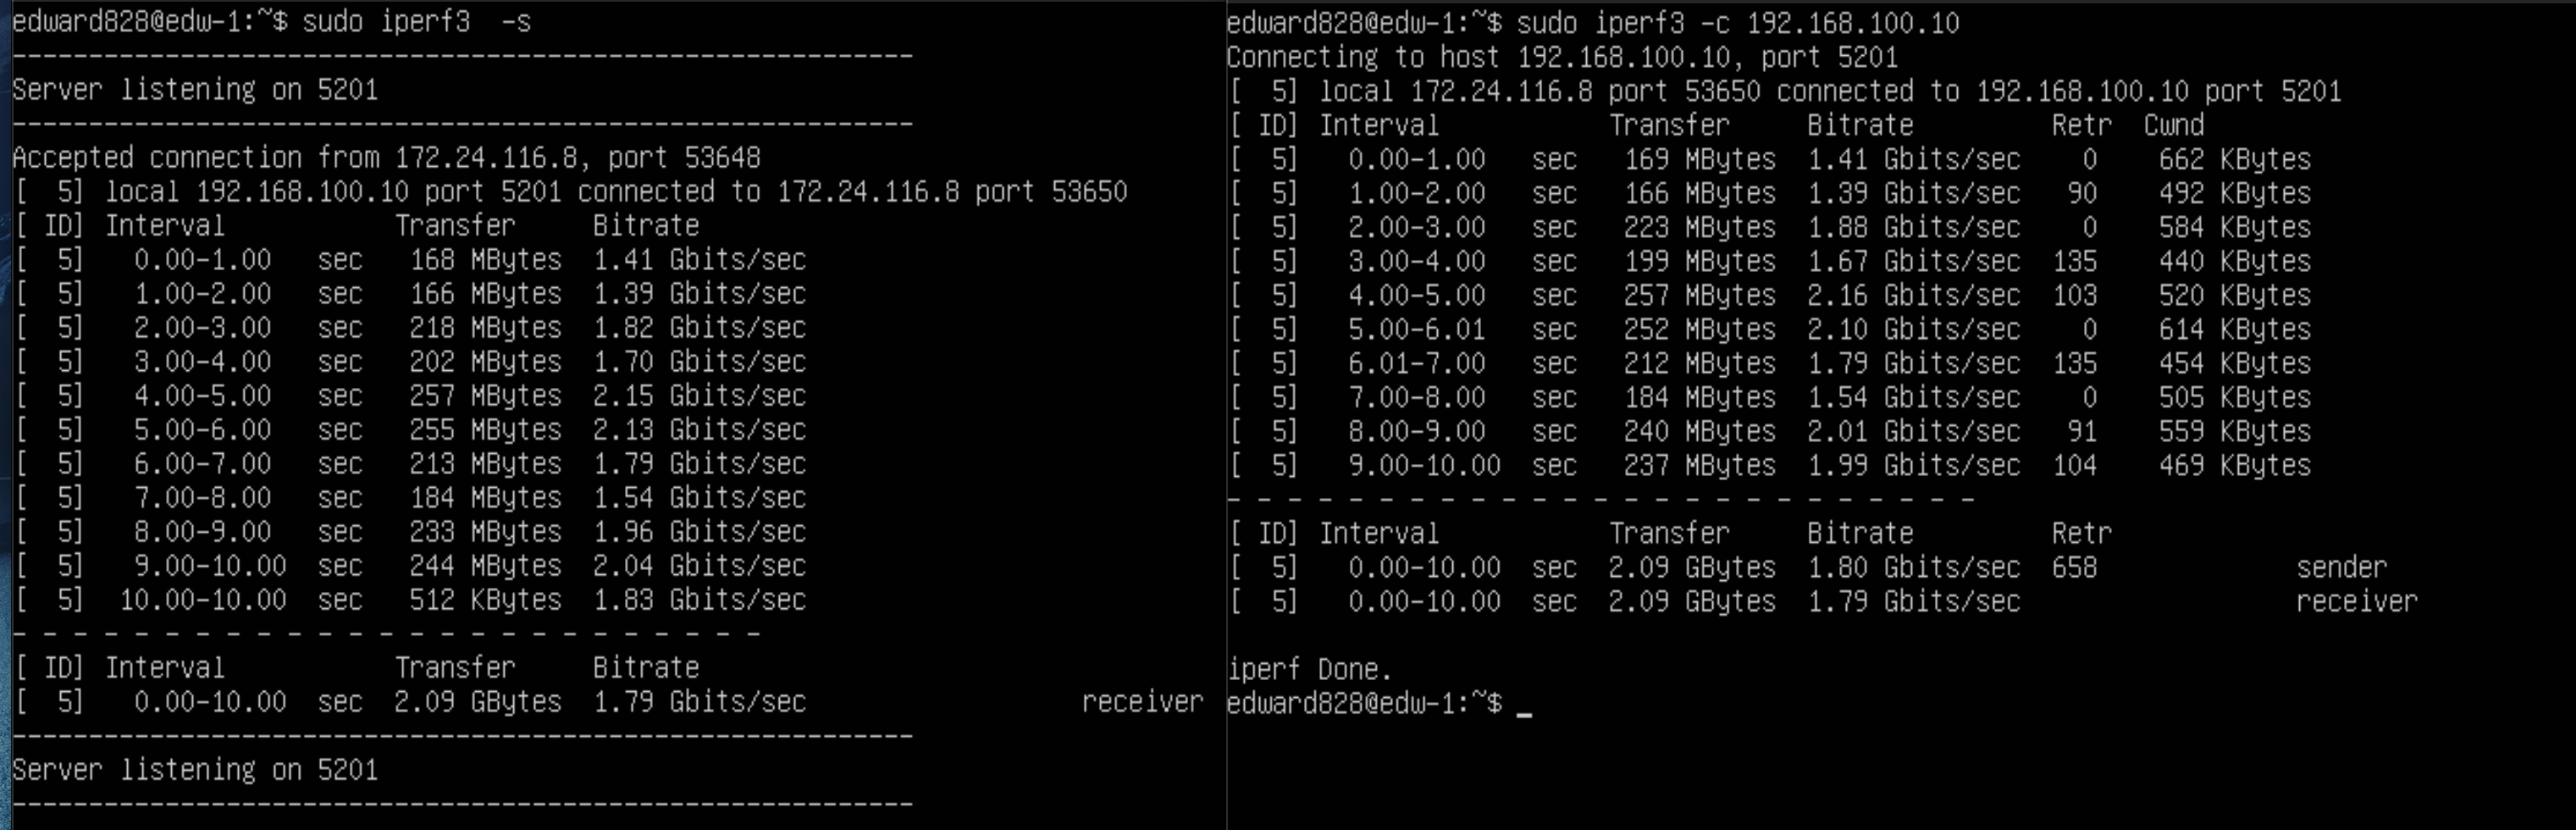 edward828@edw-1:~$ sudo iperf3  -s
-----------------------------------------------------------
Server listening on 5201
-----------------------------------------------------------
Accepted connection from 172.24.116.8, port 53648
[  5] local 192.168.100.10 port 5201 connected to 172.24.116.8 port 53650
[ ID] Interval           Transfer     Bitrate
[  5]   0.00-1.00   sec   168 MBytes  1.41 Gbits/sec
[  5]   1.00-2.00   sec   166 MBytes  1.39 Gbits/sec
[  5]   2.00-3.00   sec   218 MBytes  1.82 Gbits/sec
[  5]   3.00-4.00   sec   202 MBytes  1.70 Gbits/sec
[  5]   4.00-5.00   sec   257 MBytes  2.15 Gbits/sec
[  5]   5.00-6.00   sec   255 MBytes  2.13 Gbits/sec
[  5]   6.00-7.00   sec   213 MBytes  1.79 Gbits/sec
[  5]   7.00-8.00   sec   184 MBytes  1.54 Gbits/sec
[  5]   8.00-9.00   sec   233 MBytes  1.96 Gbits/sec
[  5]   9.00-10.00  sec   244 MBytes  2.04 Gbits/sec
[  5]  10.00-10.00  sec   512 KBytes  1.83 Gbits/sec
- - - - - - - - - - - - - - - - - - - - - - - - -
[ ID] Interval           Transfer     Bitrate
[  5]   0.00-10.00  sec  2.09 GBytes  1.79 Gbits/sec                  receiver
-----------------------------------------------------------
Server listening on 5201
-----------------------------------------------------------
edward828@edw-1:~$ sudo iperf3 -c 192.168.100.10
Connecting to host 192.168.100.10, port 5201
[  5] local 172.24.116.8 port 53650 connected to 192.168.100.10 port 5201
[ ID] Interval           Transfer     Bitrate         Retr  Cwnd
[  5]   0.00-1.00   sec   169 MBytes  1.41 Gbits/sec    0    662 KBytes
[  5]   1.00-2.00   sec   166 MBytes  1.39 Gbits/sec   90    492 KBytes
[  5]   2.00-3.00   sec   223 MBytes  1.88 Gbits/sec    0    584 KBytes
[  5]   3.00-4.00   sec   199 MBytes  1.67 Gbits/sec  135    440 KBytes
[  5]   4.00-5.00   sec   257 MBytes  2.16 Gbits/sec  103    520 KBytes
[  5]   5.00-6.01   sec   252 MBytes  2.10 Gbits/sec    0    614 KBytes
[  5]   6.01-7.00   sec   212 MBytes  1.79 Gbits/sec  135    454 KBytes
[  5]   7.00-8.00   sec   184 MBytes  1.54 Gbits/sec    0    505 KBytes
[  5]   8.00-9.00   sec   240 MBytes  2.01 Gbits/sec   91    559 KBytes
[  5]   9.00-10.00  sec   237 MBytes  1.99 Gbits/sec  104    469 KBytes
- - - - - - - - - - - - - - - - - - - - - - - - -
[ ID] Interval           Transfer     Bitrate         Retr
[  5]   0.00-10.00  sec  2.09 GBytes  1.80 Gbits/sec  658             sender
[  5]   0.00-10.00  sec  2.09 GBytes  1.79 Gbits/sec                  receiver
iperf Done.
edward828@edw-1:~$ _